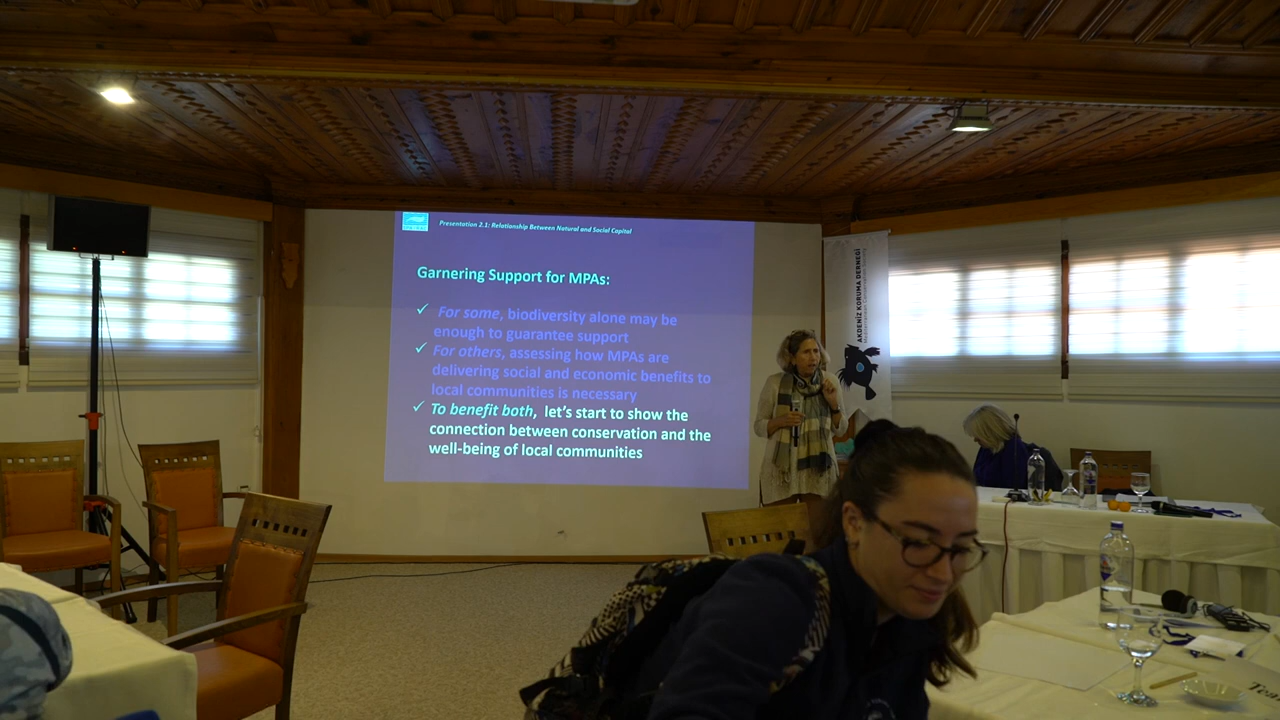 Presentation 2.1: Relationship Between Natural and Social Capital
Garnering Support for MPAs:
✓ For some, biodiversity alone may be
enough to guarantee support
✓ For others, assessing how MPAs are
delivering social and economic benefits to
local communities is necessary
✓ To benefit both, let's start to show the
connection between conservation and the
well-being of local communities
AKDENİZ KORUMA DERNEĞİ
Tea